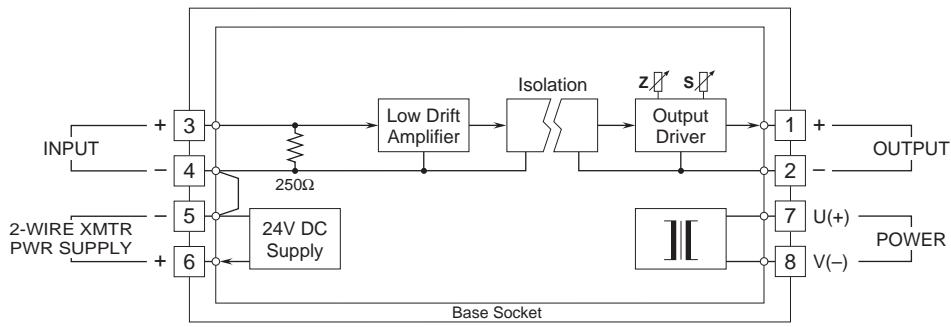 Isolation
Z
S
+ 3
Low Drift
Amplifier
Output
Driver
1 +
INPUT
OUTPUT
– 4
250Ω
2 –
– 5
2-WIRE XMTR
PWR SUPPLY
24V DC
Supply
7 U(+)
POWER
+ 6
8 V(–)
Base Socket